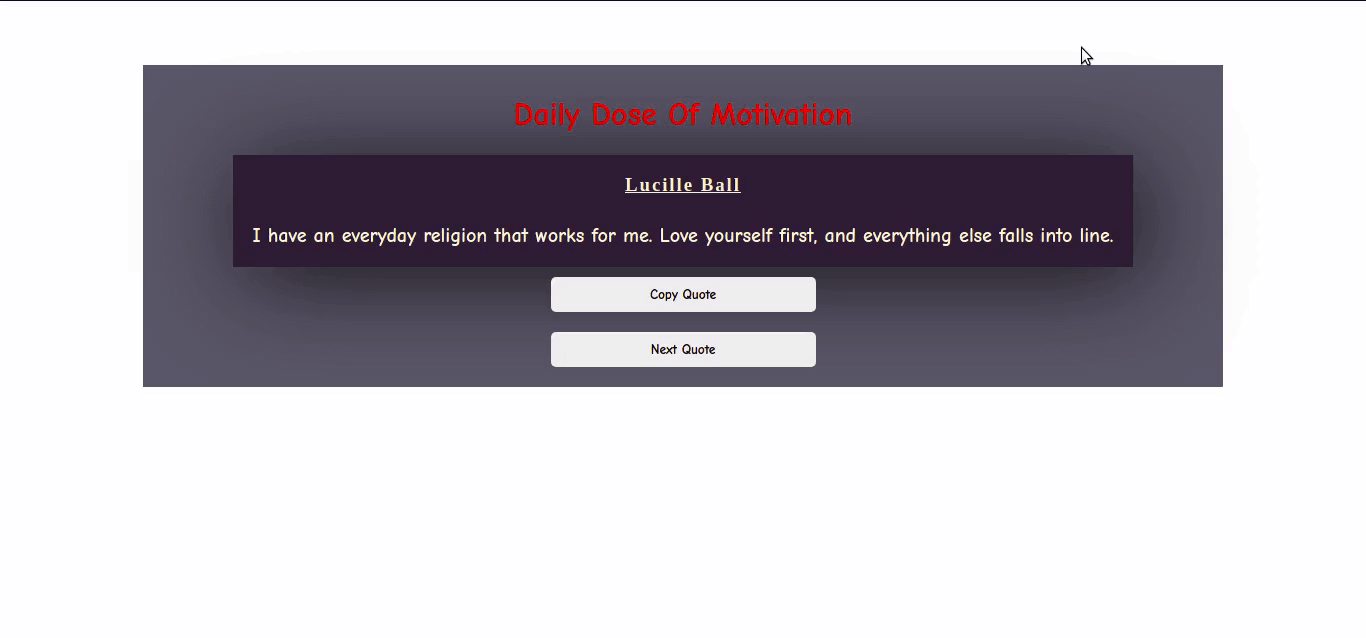 Daily Dose Of Motivation
Lucille Ball
I have an everyday religion that works for me. Love yourself first, and everything else falls into line.
Copy Quote
Next Quote